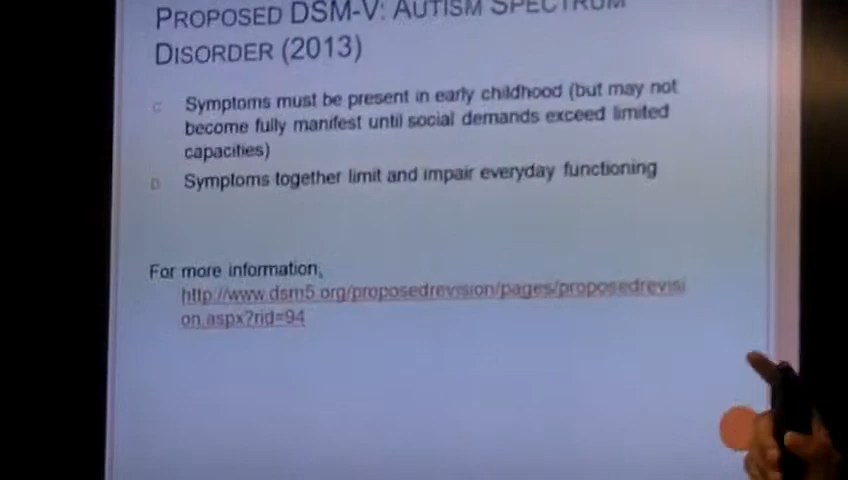 PROPOSED DSM-V: AUTISM SPECTRUM
DISORDER (2013)
C Symptoms must be present in early childhood (but may not
become fully manifest until social demands exceed limited
capacities)
D Symptoms together limit and impair everyday functioning
For more information,
http://www.dsm5.org/proposedrevision/pages/proposedrevisi
on.aspx?rid=94